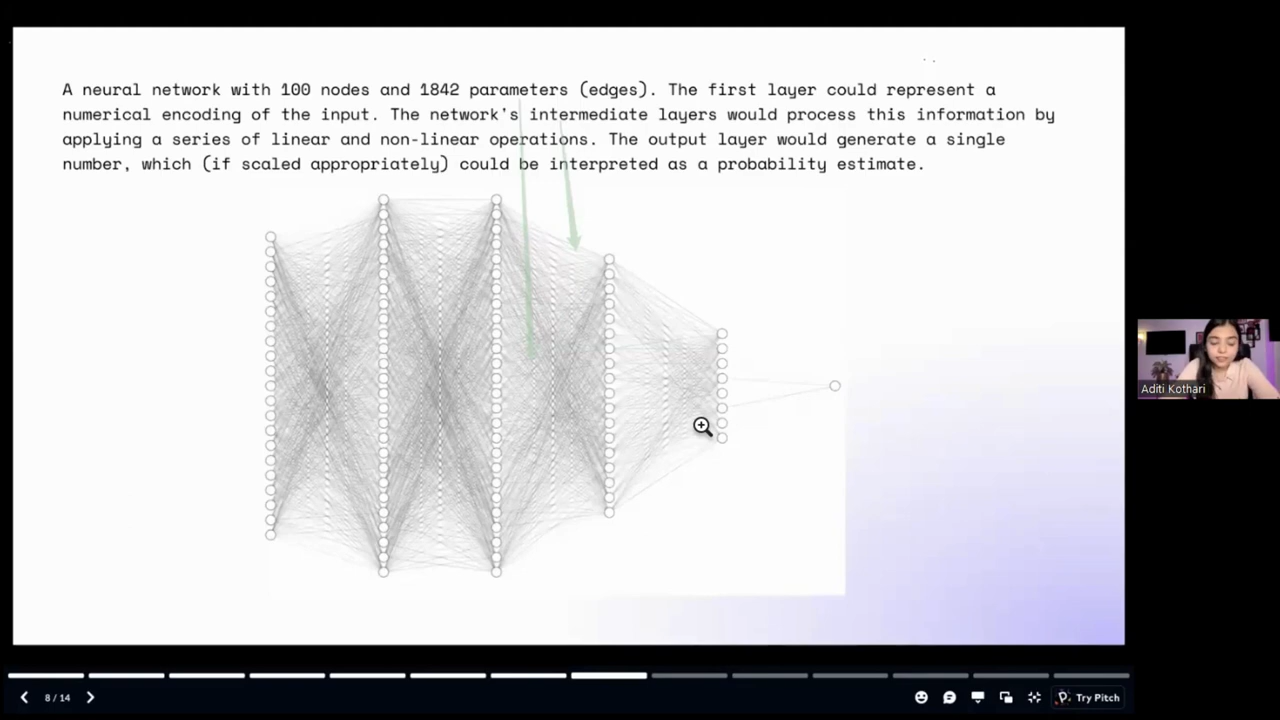 A neural network with 100 nodes and 1842 parameters (edges). The first layer could represent a
numerical encoding of the input. The network's intermediate layers would process this information by
applying a series of linear and non-linear operations. The output layer would generate a single
number, which (if scaled appropriately) could be interpreted as a probability estimate.
Aditi Kothari
8 / 14
Try Pitch